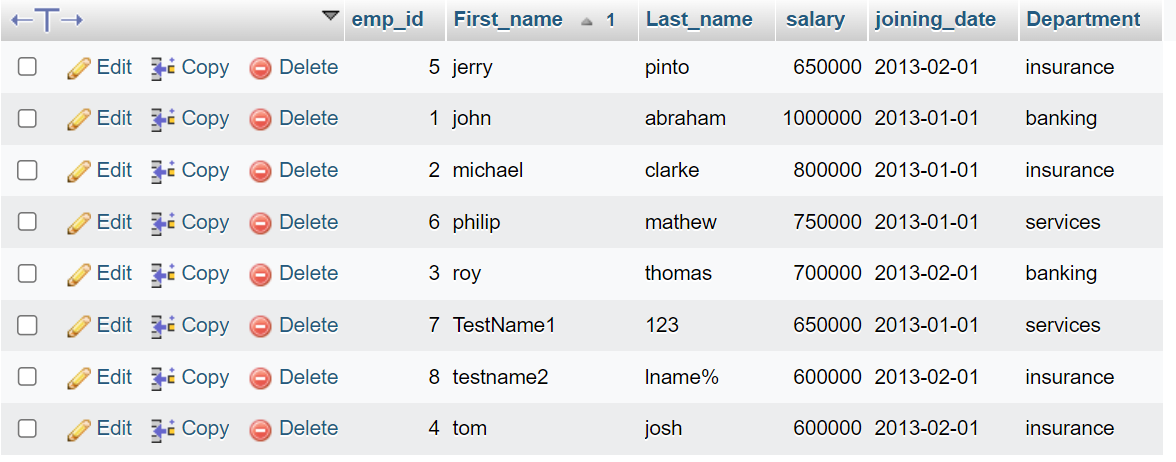 emp_id First_name 1 Last_name salary joining_date Department
Edit Copy Delete 5 jerry pinto 650000 2013-02-01 insurance
Edit Copy Delete 1 john abraham 1000000 2013-01-01 banking
Edit Copy Delete 2 michael clarke 800000 2013-01-01 insurance
Edit Copy Delete 6 philip mathew 750000 2013-01-01 services
Edit Copy Delete 3 roy thomas 700000 2013-02-01 banking
Edit Copy Delete 7 TestName1 123 650000 2013-01-01 services
Edit Copy Delete 8 testname2 lname% 600000 2013-02-01 insurance
Edit Copy Delete 4 tom josh 600000 2013-02-01 insurance